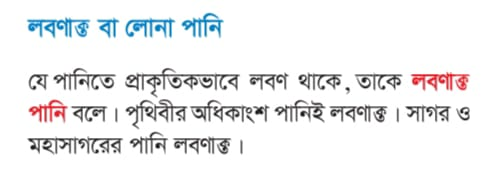 লবণাক্ত বা লোনা পানি
যে পানিতে প্রাকৃতিকভাবে লবণ থাকে, তাকে লবণাক্ত
পানি বলে। পৃথিবীর অধিকাংশ পানিই লবণাক্ত। সাগর ও
মহাসাগরের পানি লবণাক্ত।